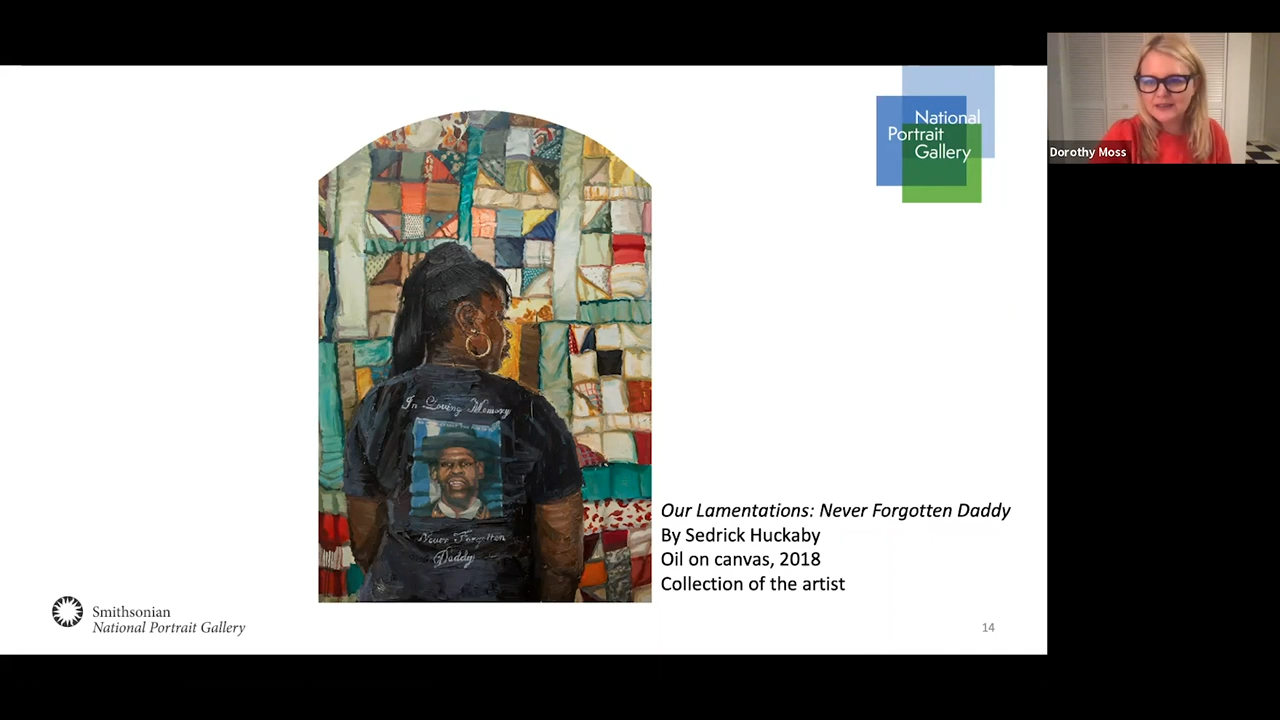 National
Portrait
Gallery
Dorothy Moss
In Loving Memory
Never Forgotten
Daddy
Our Lamentations: Never Forgotten Daddy
By Sedrick Huckaby
Oil on canvas, 2018
Collection of the artist
Smithsonian
National Portrait Gallery
14